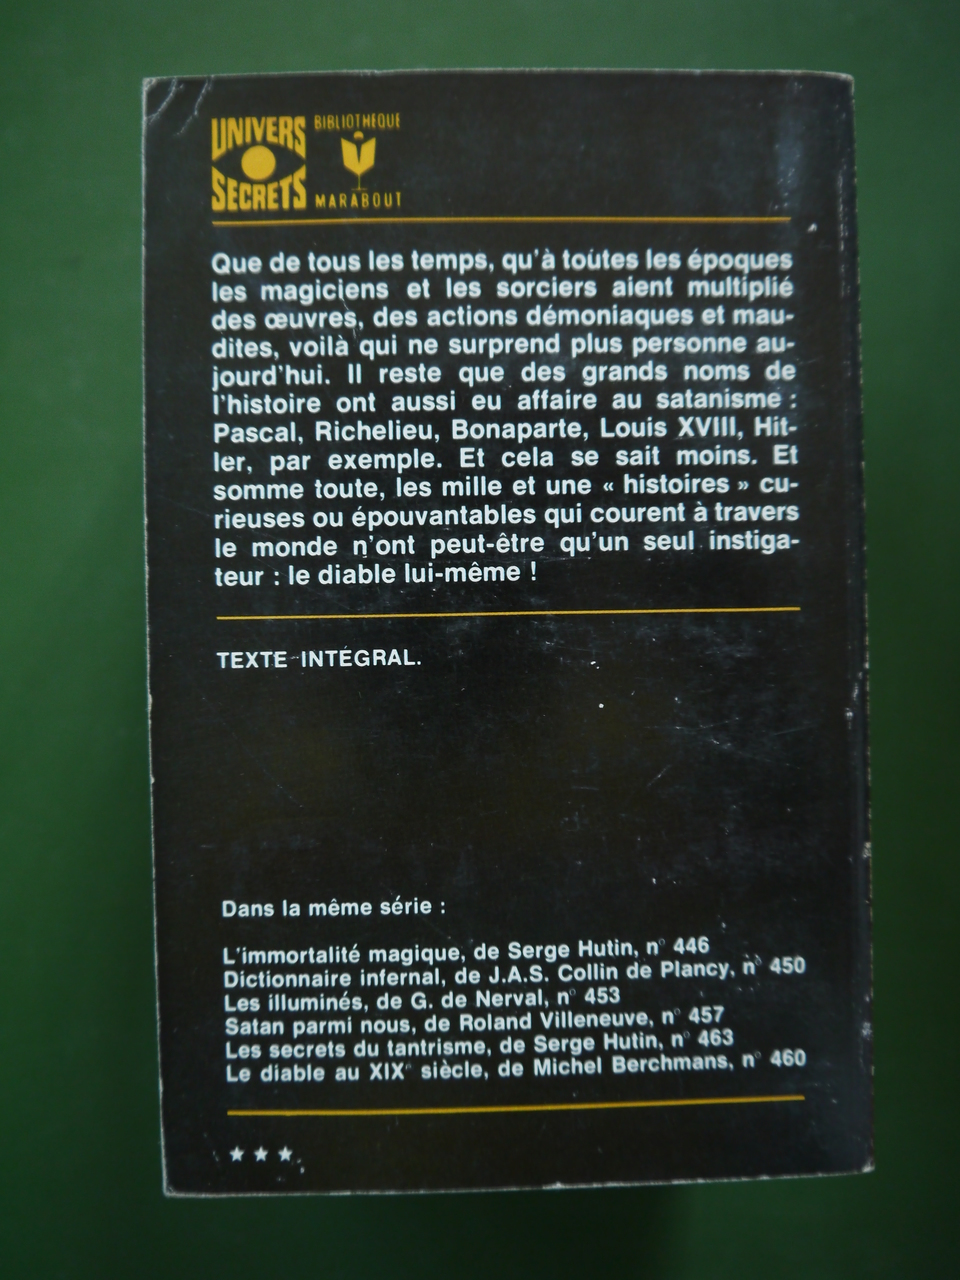 UNIVERS
SECRETS
BIBLIOTHEQUE
MARABOUT
Que de tous les temps, qu'à toutes les époques
les magiciens et les sorciers aient multiplié
des œuvres, des actions démoniaques et mau-
dites, voilà qui ne surprend plus personne au-
jourd'hui. Il reste que des grands noms de
l'histoire ont aussi eu affaire au satanisme :
Pascal, Richelieu, Bonaparte, Louis XVIII, Hit-
ler, par exemple. Et cela se sait moins. Et
somme toute, les mille et une « histoires » cu-
rieuses ou épouvantables qui courent à travers
le monde n'ont peut-être qu'un seul instiga-
teur : le diable lui-même !
TEXTE INTÉGRAL.
Dans la même série :
L'immortalité magique, de Serge Hutin, n° 446
Dictionnaire infernal, de J.A.S. Collin de Plancy, n° 450
Les illuminés, de G. de Nerval, n° 453
Satan parmi nous, de Roland Villeneuve, n° 457
Les secrets du tantrisme, de Serge Hutin, n° 463
Le diable au XIXe siècle, de Michel Berchmans, n° 460
★ ★ ★